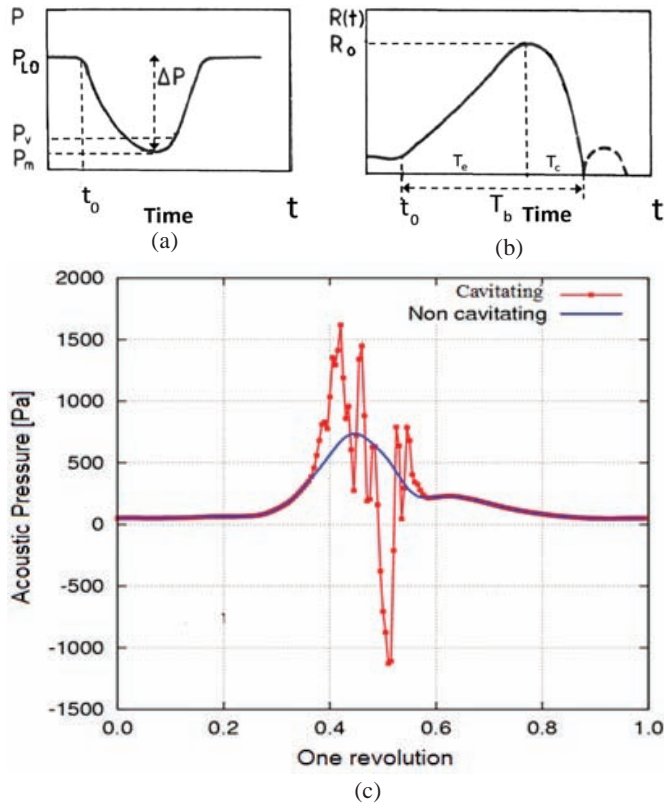 P
P_LO
ΔP
P_v
P_m
t_0
Time
t
(a)
R(t)
R_o
T_e
T_c
t_0
T_b
Time
t
(b)
2000
1500
1000
500
0
-500
-1000
-1500
Acoustic Pressure [Pa]
Cavitating
Non cavitating
1
0.0 0.2 0.4 0.6 0.8 1.0
One revolution
(c)